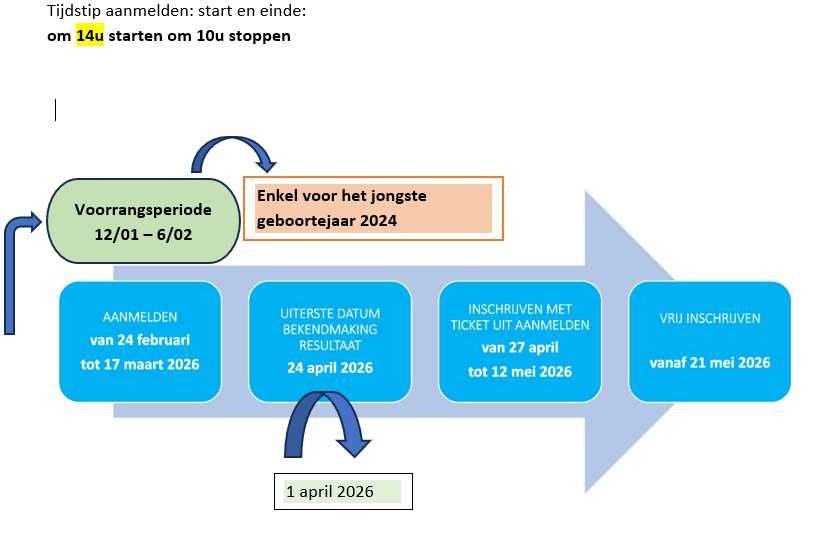 Tijdstip aanmelden: start en einde:
om 14u starten om 10u stoppen
Voorrangsperiode
12/01 – 6/02
Enkel voor het jongste
geboortejaar 2024
AANMELDEN
van 24 februari
tot 17 maart 2026
UITERSTE DATUM
BEKENDMAKING
RESULTAAT
24 april 2026
INSCHRIJVEN MET
TICKET UIT AANMELDEN
van 27 april
tot 12 mei 2026
VRIJ INSCHRIJVEN
vanaf 21 mei 2026
1 april 2026